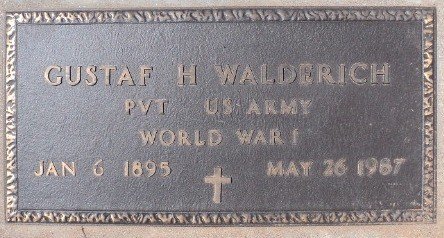 GUSTAF H WALDERICH
PVT US ARMY
WORLD WAR I
JAN 6 1895 MAY 26 1987